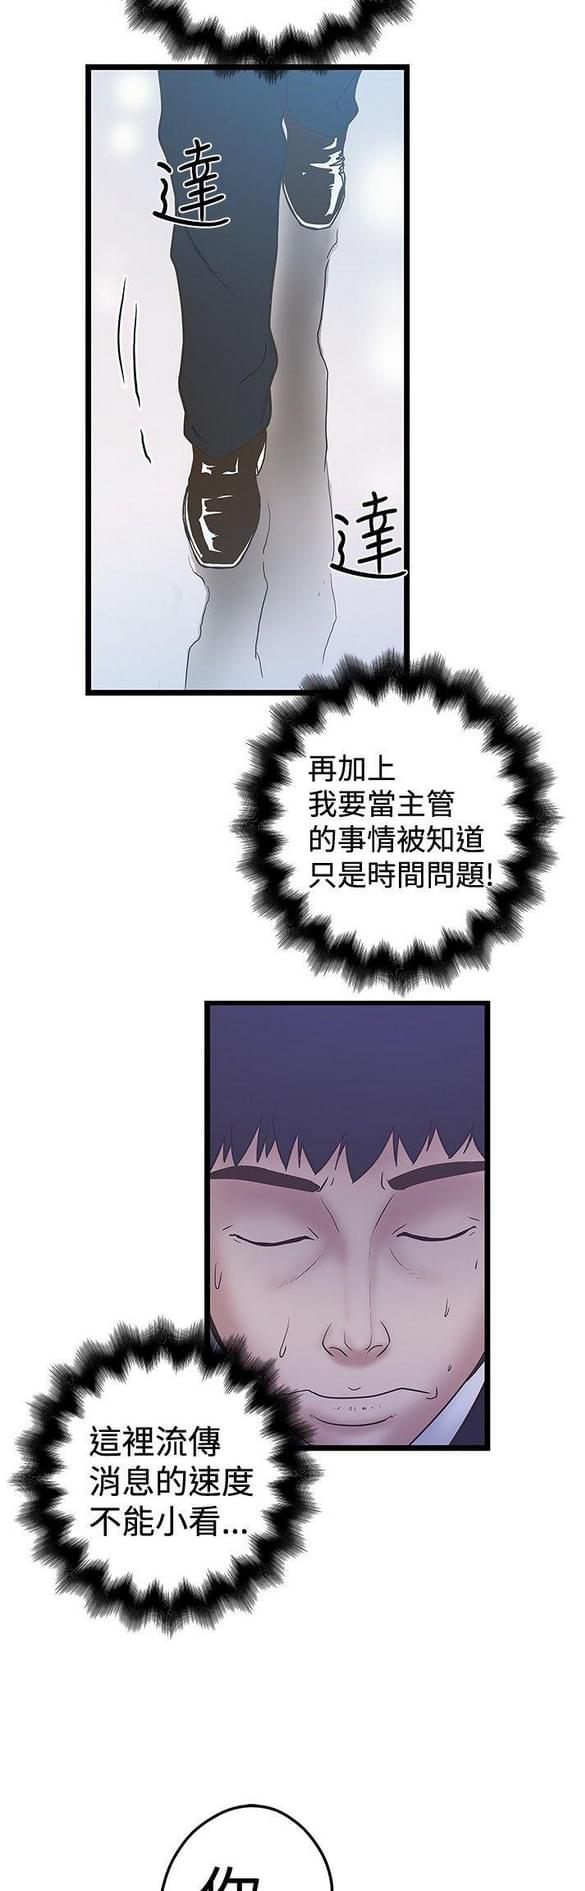 達
達
再加上
我要當主管
的事情被知道
只是時間問題!
這裡流傳
消息的速度
不能小看...